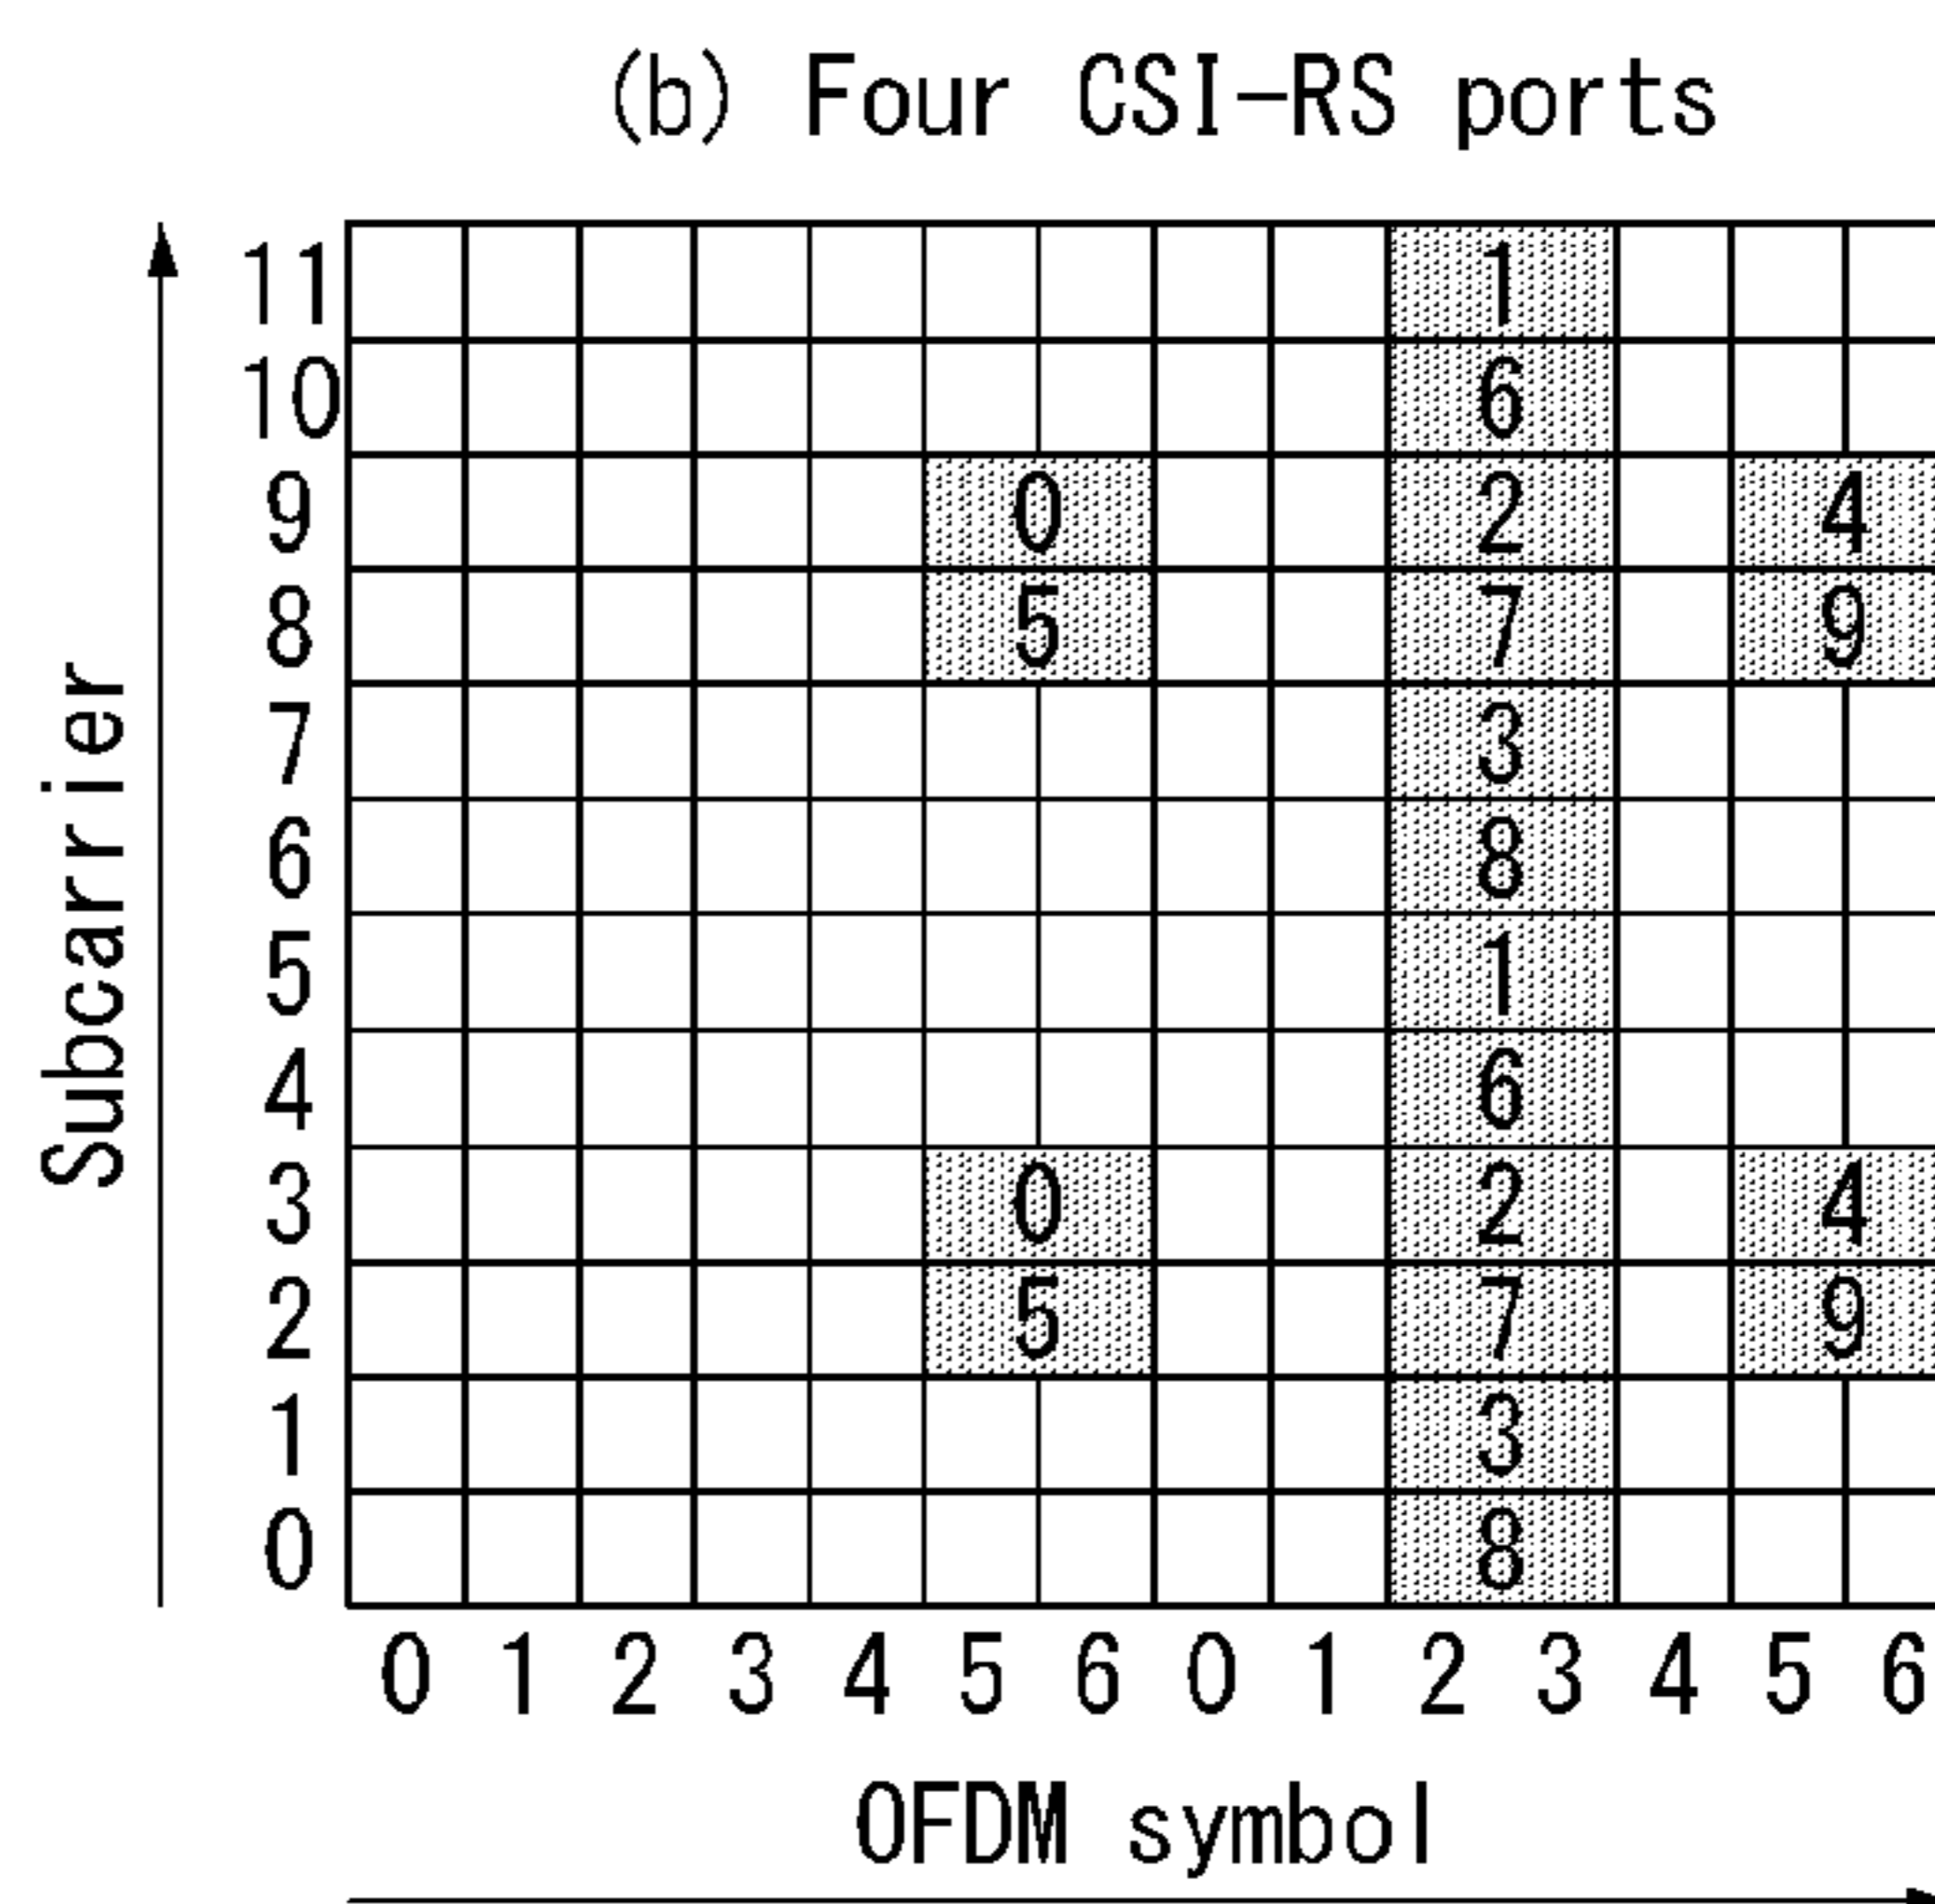 (b) Four CSI-RS ports
11 1
10 6
9 0 2 4
8 5 7 9
7 3
6 8
5 1
4 6
3 0 2 4
2 5 7 9
1 3
0 8
Subcarrier
0 1 2 3 4 5 6 0 1 2 3 4 5 6
OFDM symbol